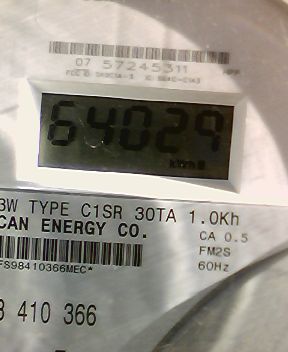 07 57245311
64029
kWh
3W TYPE C1SR 30TA 1.0Kh
CAN ENERGY CO.
CA 0.5
FM2S
60Hz
FS98410366MEC*
8 410 366